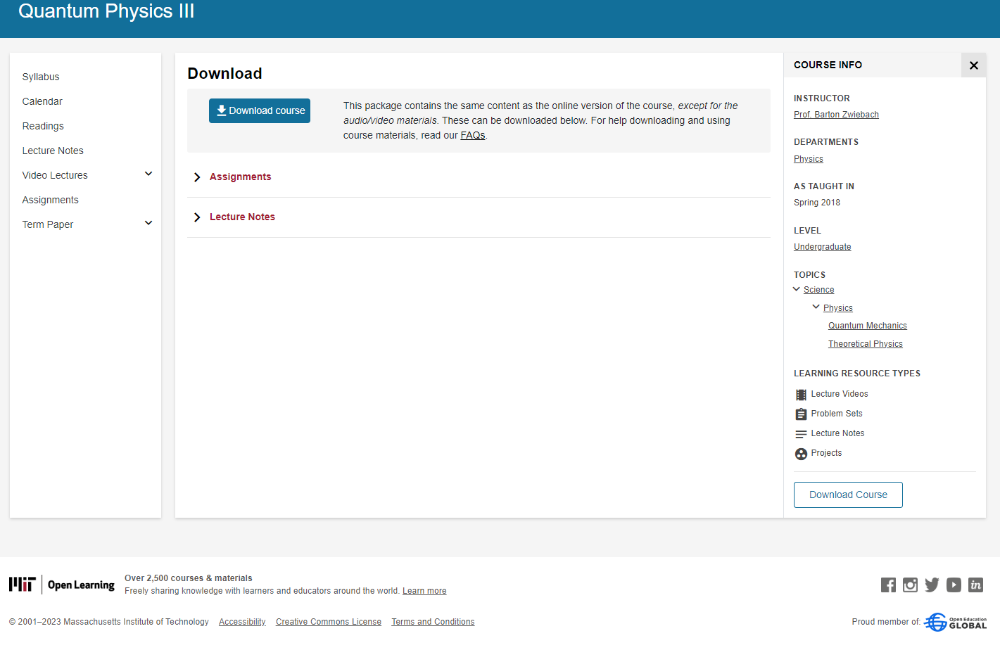 Quantum Physics III
Syllabus
Calendar
Readings
Lecture Notes
Video Lectures
Assignments
Term Paper
Download
Download course
This package contains the same content as the online version of the course, except for the
audio/video materials. These can be downloaded below. For help downloading and using
course materials, read our FAQs.
Assignments
Lecture Notes
COURSE INFO
INSTRUCTOR
Prof. Barton Zwiebach
DEPARTMENTS
Physics
AS TAUGHT IN
Spring 2018
LEVEL
Undergraduate
TOPICS
Science
Physics
Quantum Mechanics
Theoretical Physics
LEARNING RESOURCE TYPES
Lecture Videos
Problem Sets
Lecture Notes
Projects
Download Course
MIT Open Learning
Over 2,500 courses & materials
Freely sharing knowledge with learners and educators around the world. Learn more
© 2001–2023 Massachusetts Institute of Technology Accessibility Creative Commons License Terms and Conditions
Proud member of:
Open Education
GLOBAL